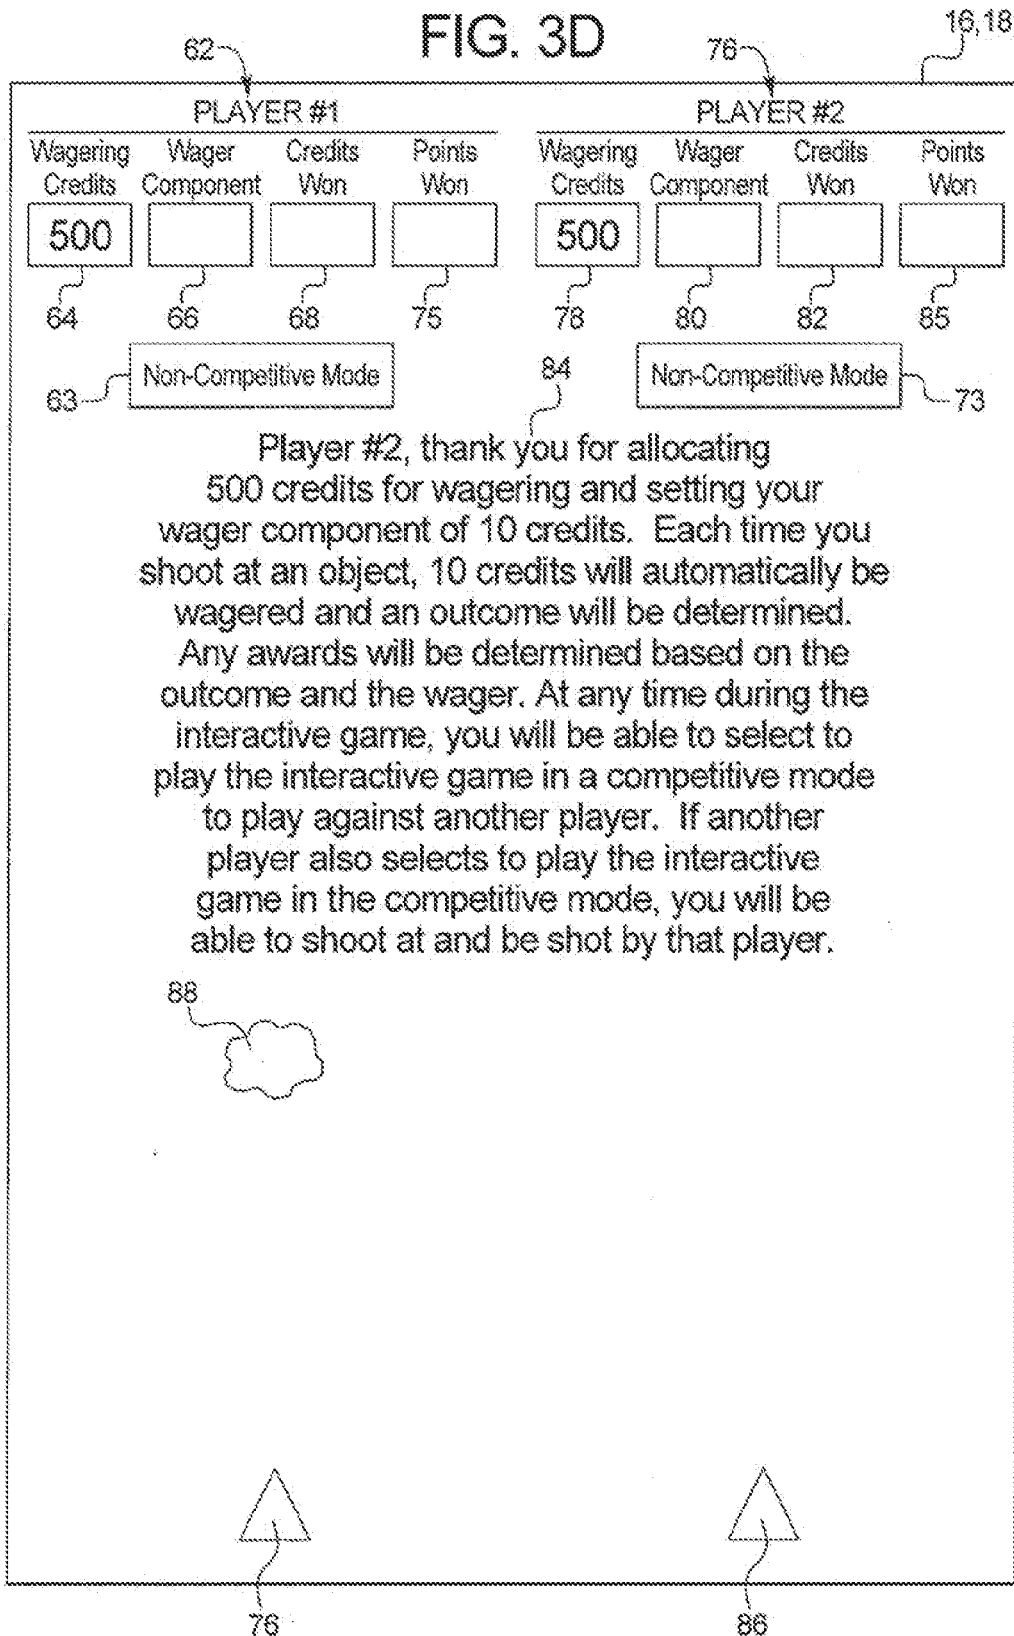 FIG. 3D
62
76
16,18
PLAYER #1
PLAYER #2
Wagering Credits
Wager Component
Credits Won
Points Won
Wagering Credits
Wager Component
Credits Won
Points Won
500
500
64
66
68
75
78
80
82
85
63
Non-Competitive Mode
84
Non-Competitive Mode
73
Player #2, thank you for allocating
500 credits for wagering and setting your
wager component of 10 credits. Each time you
shoot at an object, 10 credits will automatically be
wagered and an outcome will be determined.
Any awards will be determined based on the
outcome and the wager. At any time during the
interactive game, you will be able to select to
play the interactive game in a competitive mode
to play against another player. If another
player also selects to play the interactive
game in the competitive mode, you will be
able to shoot at and be shot by that player.
88
76
86